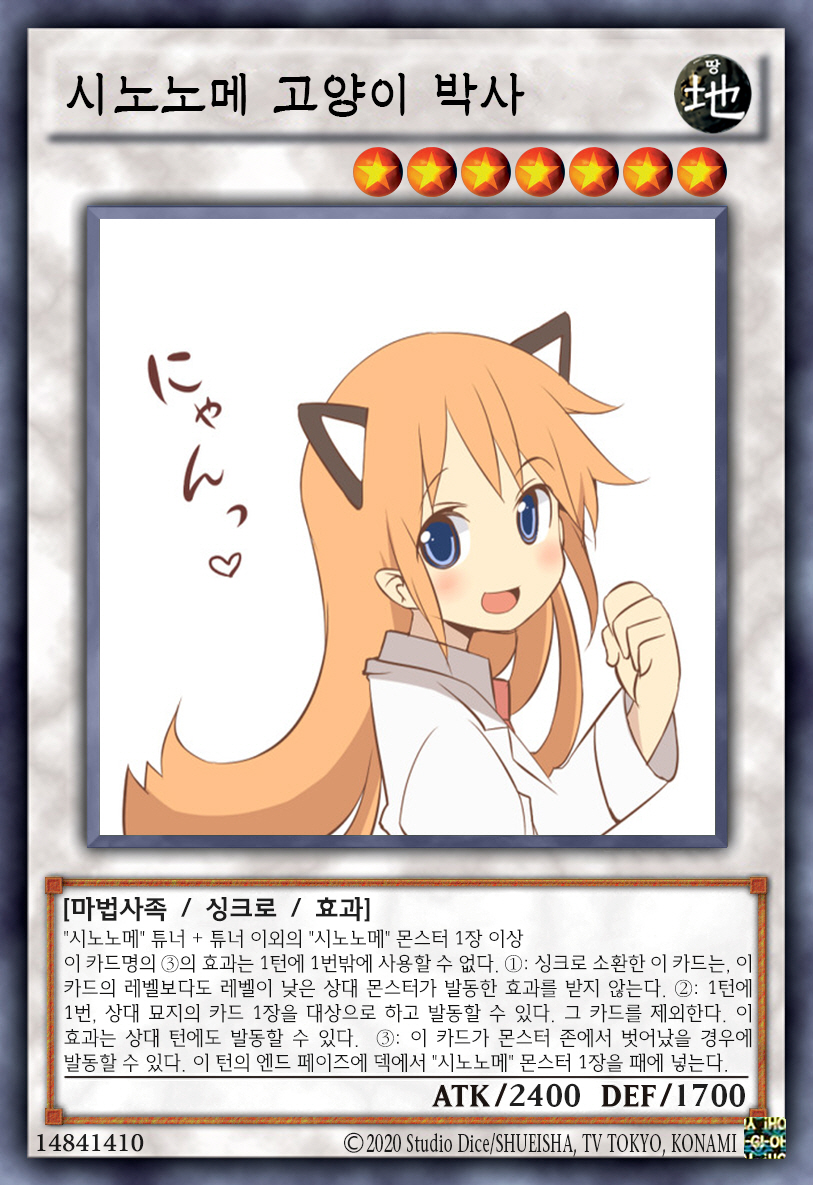 시노노메 고양이 박사
땅
地
にゃんっ♡
[마법사족 / 싱크로 / 효과]
"시노노메" 튜너 + 튜너 이외의 "시노노메" 몬스터 1장 이상
이 카드명의 ③의 효과는 1턴에 1번밖에 사용할 수 없다. ①: 싱크로 소환한 이 카드는, 이
카드의 레벨보다도 레벨이 낮은 상대 몬스터가 발동한 효과를 받지 않는다. ②: 1턴에
1번, 상대 묘지의 카드 1장을 대상으로 하고 발동할 수 있다. 그 카드를 제외한다. 이
효과는 상대 턴에도 발동할 수 있다. ③: 이 카드가 몬스터 존에서 벗어났을 경우에
발동할 수 있다. 이 턴의 엔드 페이즈에 덱에서 "시노노메" 몬스터 1장을 패에 넣는다.
ATK/2400 DEF/1700
14841410 ©2020 Studio Dice/SHUEISHA, TV TOKYO, KONAMI